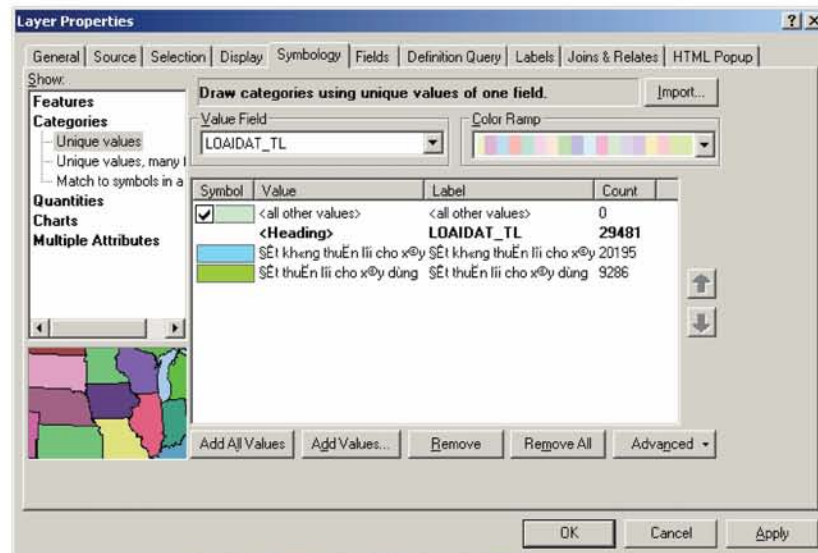 Layer Properties
General Source Selection Display Symbology Fields Definition Query Labels Joins & Relates HTML Popup
Show:
Features
Categories
Unique values
Unique values, many f
Match to symbols in a
Quantities
Charts
Multiple Attributes
Draw categories using unique values of one field.
Import...
Value Field
LOAIDAT_TL
Color Ramp
Symbol Value Label Count
<all other values> <all other values> 0
<Heading> LOAIDAT_TL 29481
§Êt kh«ng thuËn lîi cho x©y §Êt kh«ng thuËn lîi cho x©y 20195
§Êt thuËn lîi cho x©y dùng §Êt thuËn lîi cho x©y dùng 9286
Add All Values Add Values... Remove Remove All Advanced
OK Cancel Apply